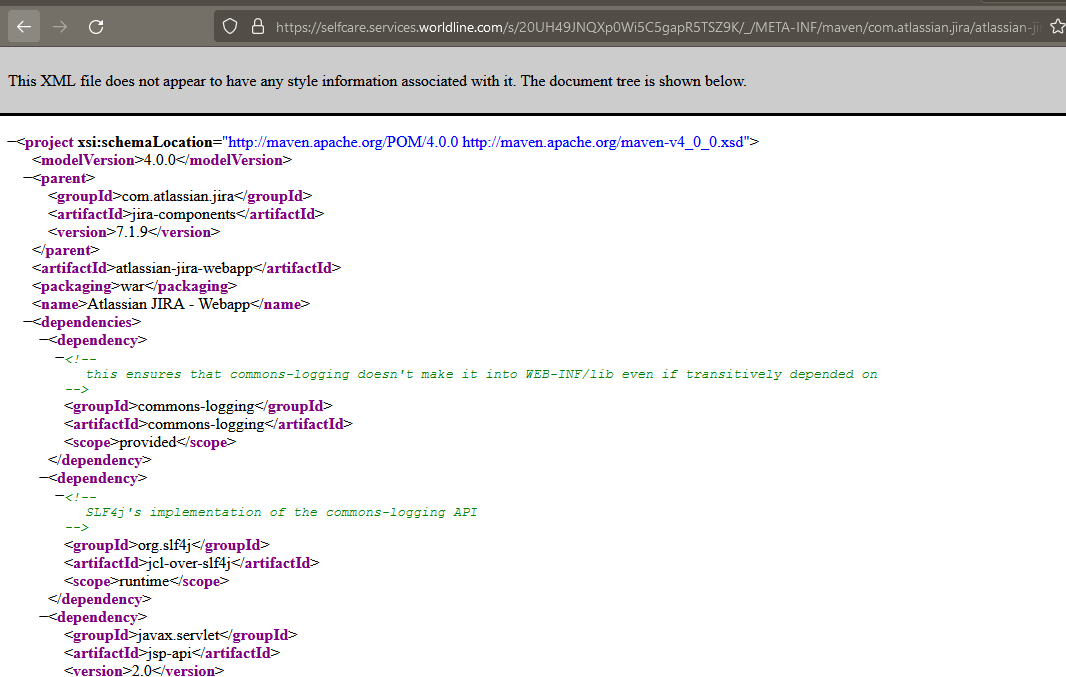 https://selfcare.services.worldline.com/s/20UH49JNQXp0Wi5C5gapR5TSZ9K/_/META-INF/maven/com.atlassian.jira/atlassian-ji
This XML file does not appear to have any style information associated with it. The document tree is shown below.
−<project xsi:schemaLocation="http://maven.apache.org/POM/4.0.0 http://maven.apache.org/maven-v4_0_0.xsd">
<modelVersion>4.0.0</modelVersion>
−<parent>
<groupId>com.atlassian.jira</groupId>
<artifactId>jira-components</artifactId>
<version>7.1.9</version>
</parent>
<artifactId>atlassian-jira-webapp</artifactId>
<packaging>war</packaging>
<name>Atlassian JIRA - Webapp</name>
−<dependencies>
−<dependency>
−<!--
this ensures that commons-logging doesn't make it into WEB-INF/lib even if transitively depended on
-->
<groupId>commons-logging</groupId>
<artifactId>commons-logging</artifactId>
<scope>provided</scope>
</dependency>
−<dependency>
−<!--
SLF4j's implementation of the commons-logging API
-->
<groupId>org.slf4j</groupId>
<artifactId>jcl-over-slf4j</artifactId>
<scope>runtime</scope>
</dependency>
−<dependency>
<groupId>javax.servlet</groupId>
<artifactId>jsp-api</artifactId>
<version>2.0</version>